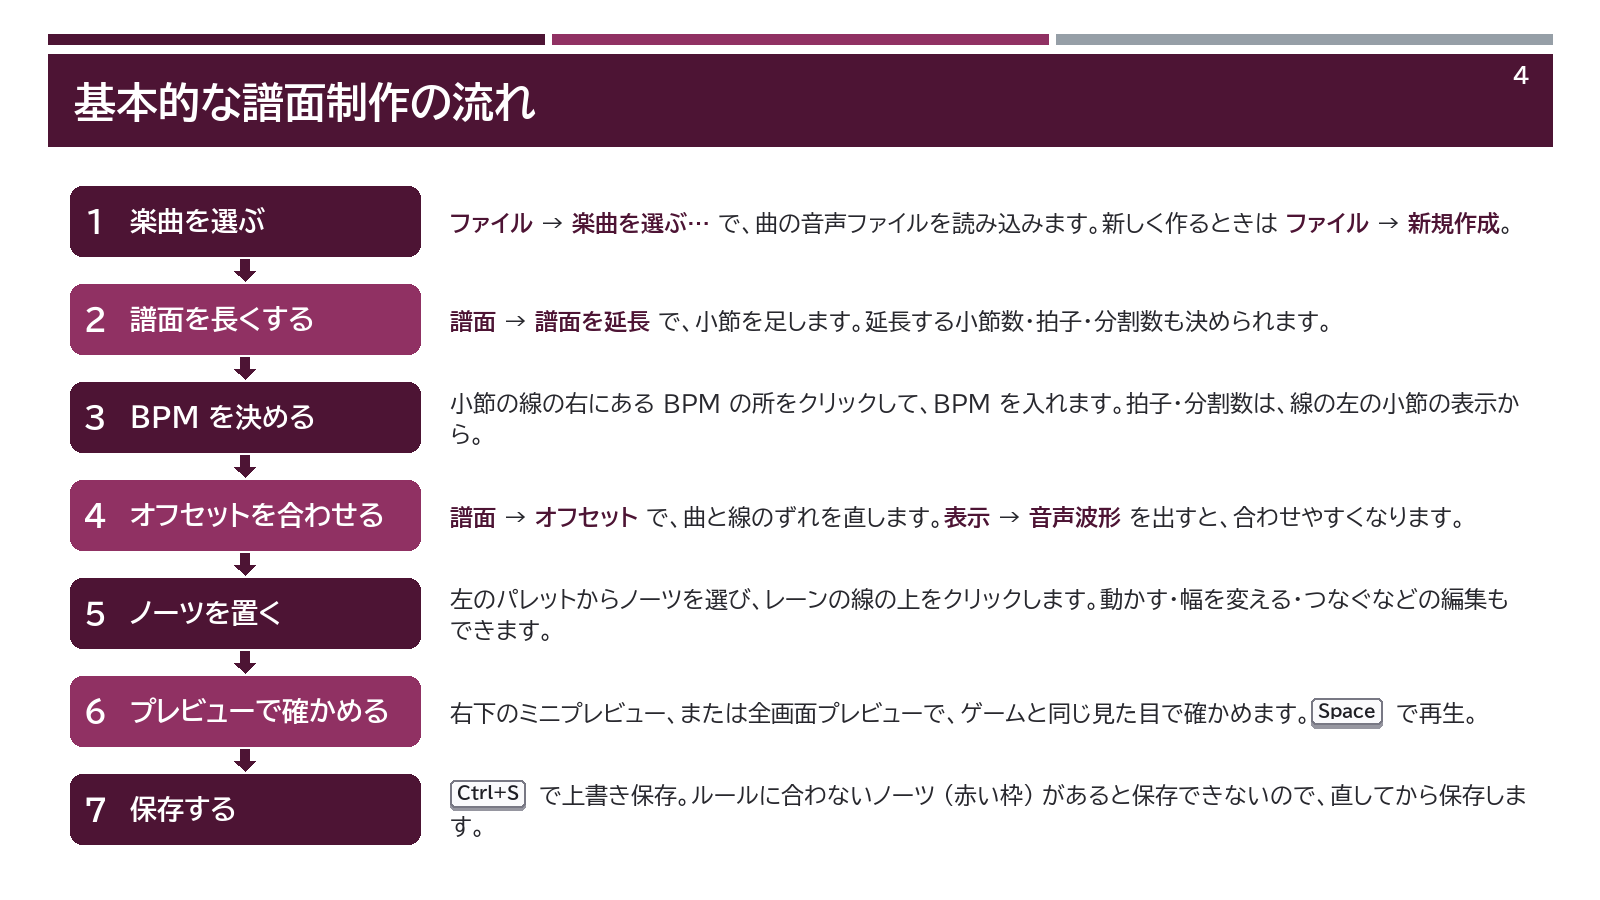 4
基本的な譜面制作の流れ
1 楽曲を選ぶ
ファイル → 楽曲を選ぶ… で、曲の音声ファイルを読み込みます。新しく作るときは ファイル → 新規作成。
2 譜面を長くする
譜面 → 譜面を延長 で、小節を足します。延長する小節数・拍子・分割数も決められます。
3 BPM を決める
小節の線の右にある BPM の所をクリックして、BPM を入れます。拍子・分割数は、線の左の小節の表示か
ら。
4 オフセットを合わせる
譜面 → オフセット で、曲と線のずれを直します。表示 → 音声波形 を出すと、合わせやすくなります。
5 ノーツを置く
左のパレットからノーツを選び、レーンの線の上をクリックします。動かす・幅を変える・つなぐなどの編集も
できます。
6 プレビューで確かめる
右下のミニプレビュー、または全画面プレビューで、ゲームと同じ見た目で確かめます。Space で再生。
7 保存する
Ctrl+S で上書き保存。ルールに合わないノーツ（赤い枠）があると保存できないので、直してから保存しま
す。